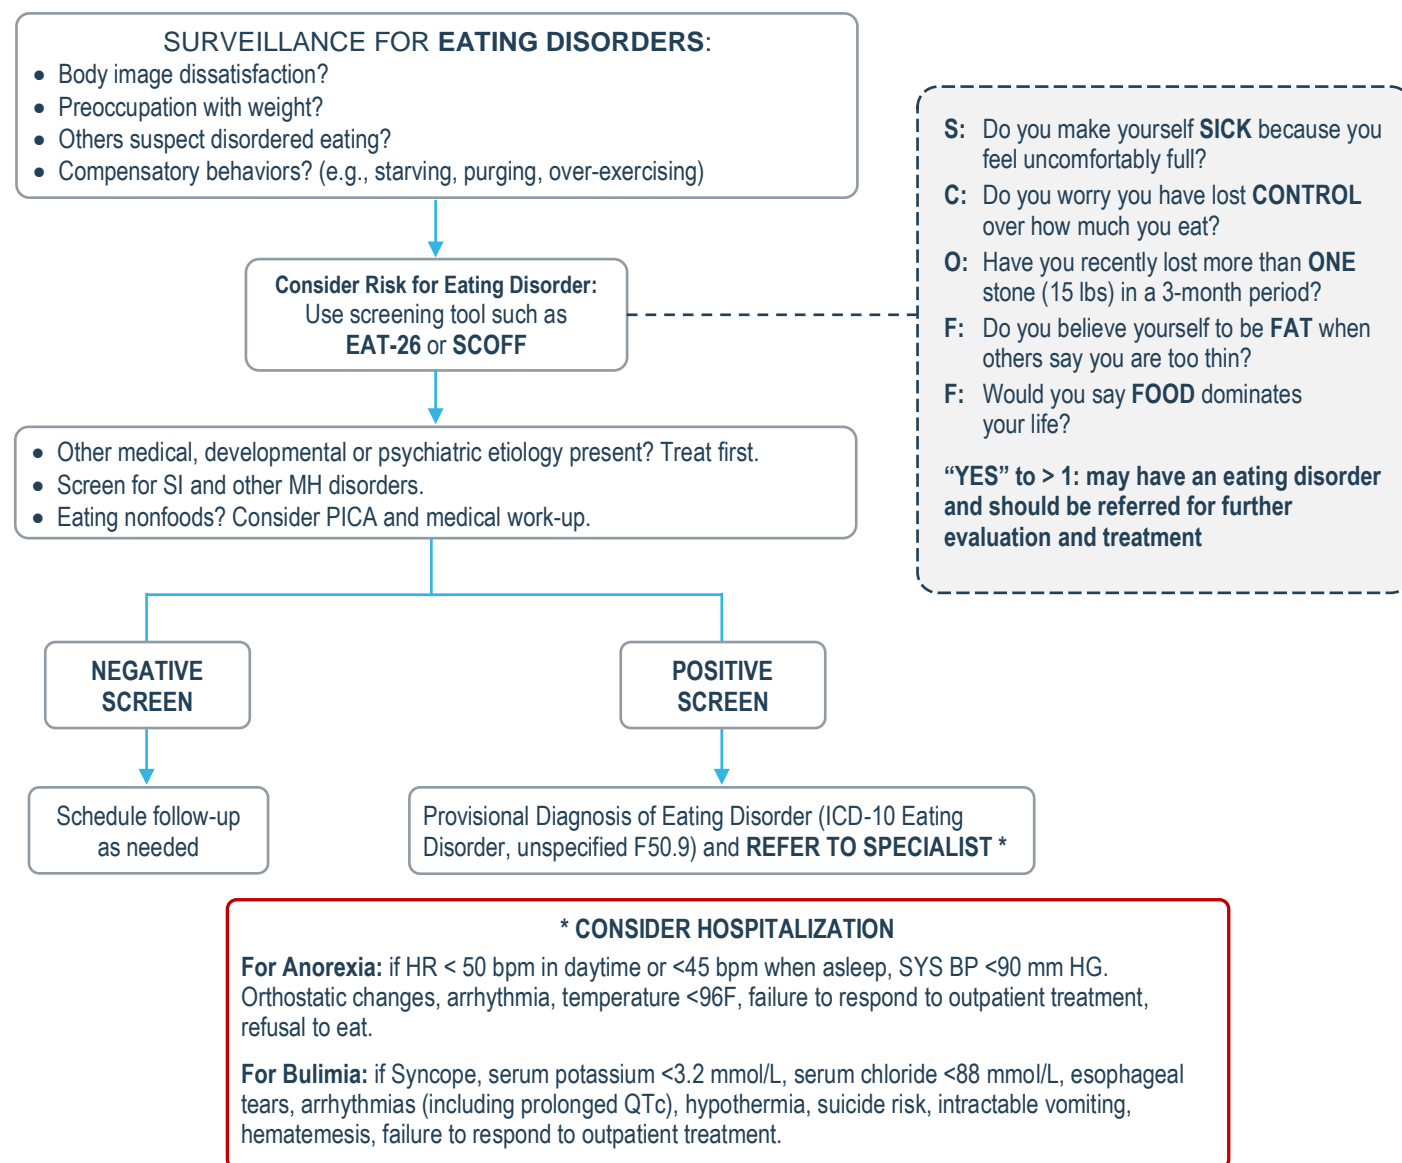 SURVEILLANCE FOR EATING DISORDERS:
• Body image dissatisfaction?
• Preoccupation with weight?
• Others suspect disordered eating?
• Compensatory behaviors? (e.g., starving, purging, over-exercising)
Consider Risk for Eating Disorder:
Use screening tool such as
EAT-26 or SCOFF
S: Do you make yourself SICK because you
feel uncomfortably full?
C: Do you worry you have lost CONTROL
over how much you eat?
O: Have you recently lost more than ONE
stone (15 lbs) in a 3-month period?
F: Do you believe yourself to be FAT when
others say you are too thin?
F: Would you say FOOD dominates
your life?
“YES” to > 1: may have an eating disorder
and should be referred for further
evaluation and treatment
• Other medical, developmental or psychiatric etiology present? Treat first.
• Screen for SI and other MH disorders.
• Eating nonfoods? Consider PICA and medical work-up.
NEGATIVE
SCREEN
POSITIVE
SCREEN
Schedule follow-up
as needed
Provisional Diagnosis of Eating Disorder (ICD-10 Eating
Disorder, unspecified F50.9) and REFER TO SPECIALIST *
* CONSIDER HOSPITALIZATION
For Anorexia: if HR < 50 bpm in daytime or <45 bpm when asleep, SYS BP <90 mm HG.
Orthostatic changes, arrhythmia, temperature <96F, failure to respond to outpatient treatment,
refusal to eat.
For Bulimia: if Syncope, serum potassium <3.2 mmol/L, serum chloride <88 mmol/L, esophageal
tears, arrhythmias (including prolonged QTc), hypothermia, suicide risk, intractable vomiting,
hematemesis, failure to respond to outpatient treatment.